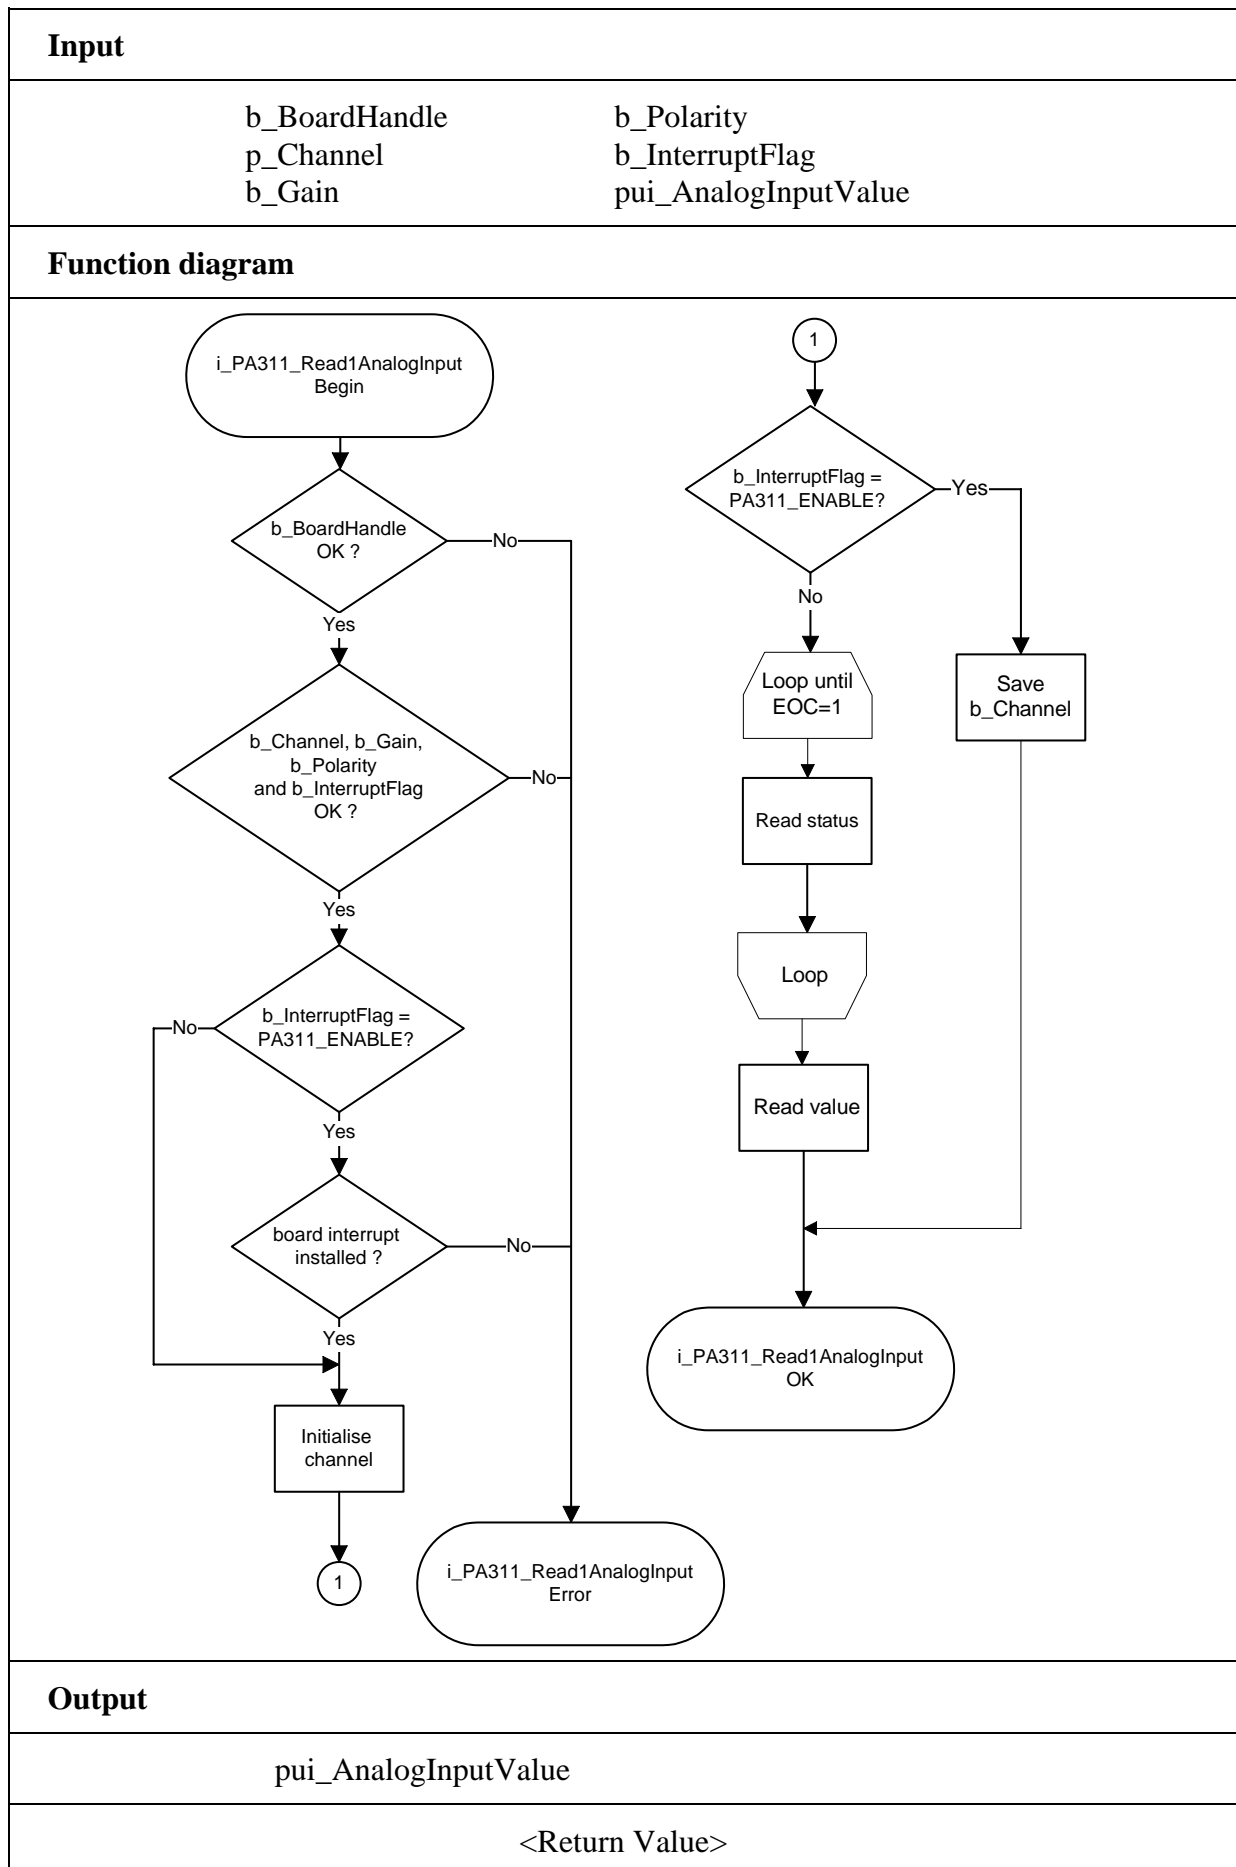 Input
b_BoardHandle b_Polarity
p_Channel b_InterruptFlag
b_Gain pui_AnalogInputValue
Function diagram
i_PA311_Read1AnalogInput
Begin
b_BoardHandle
OK ?
No
Yes
b_Channel, b_Gain,
b_Polarity
and b_InterruptFlag
OK ?
No
Yes
b_InterruptFlag =
PA311_ENABLE?
No
Yes
board interrupt
installed ?
No
Yes
Initialise
channel
1
i_PA311_Read1AnalogInput
Error
1
b_InterruptFlag =
PA311_ENABLE?
Yes
No
Loop until
EOC=1
Save
b_Channel
Read status
Loop
Read value
i_PA311_Read1AnalogInput
OK
Output
pui_AnalogInputValue
<Return Value>